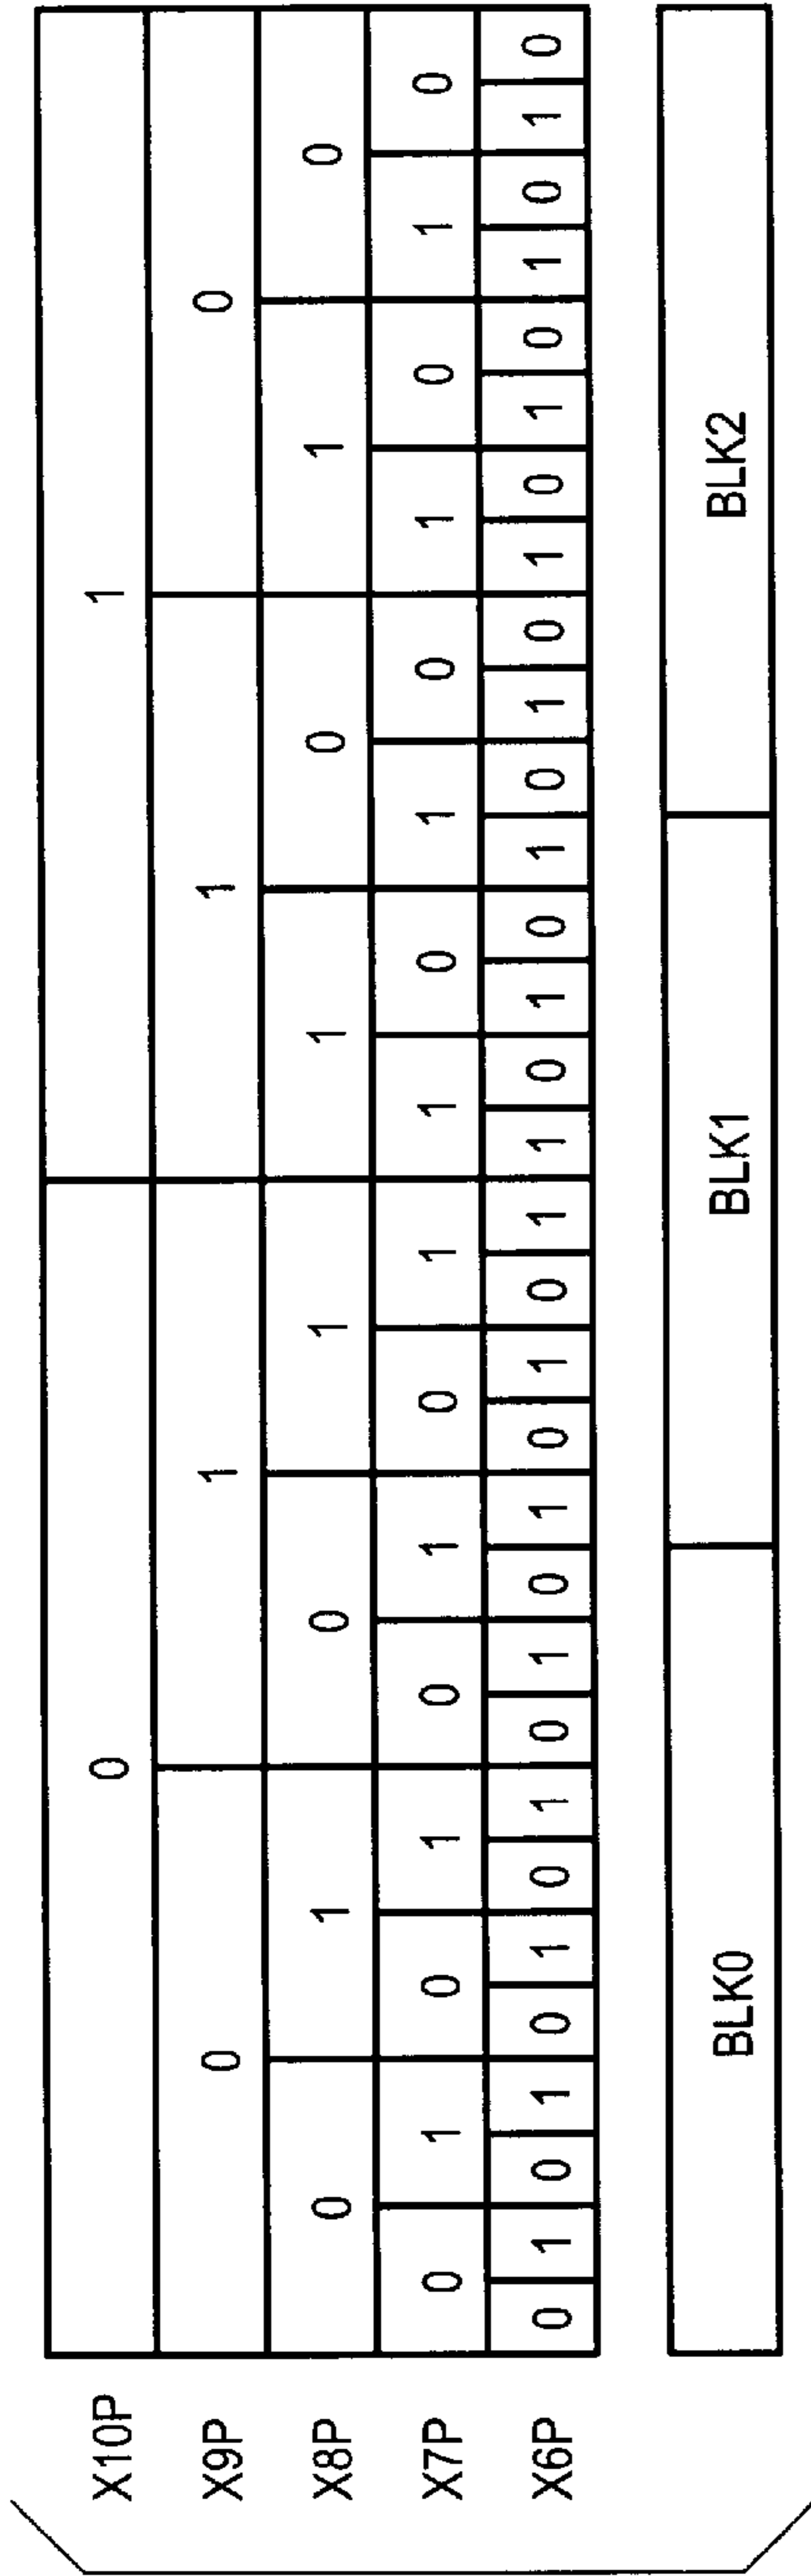 X10P 0 1
X9P 0 1 1 0
X8P 0 1 0 1 1 0 1 0
X7P 0 1 0 1 0 1 0 1 1 0 1 0 1 0 1 0
X6P 0 1 0 1 0 1 0 1 0 1 0 1 0 1 0 1 1 0 1 0 1 0 1 0 1 0 1 0 1 0 1 0
BLK0 BLK1 BLK2